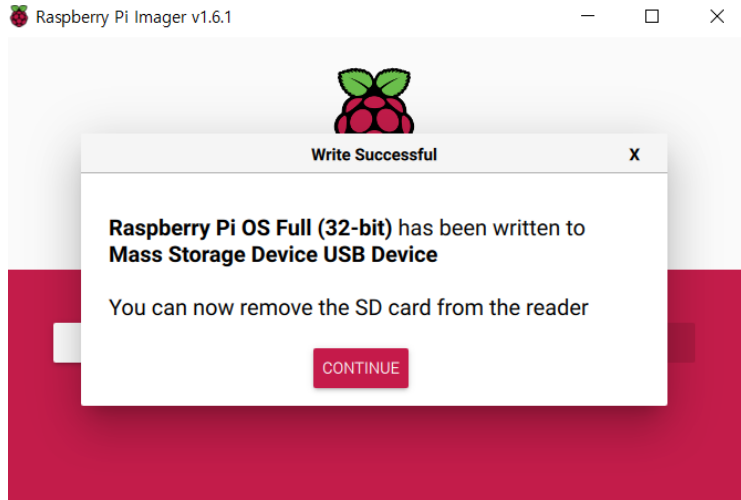 Raspberry Pi Imager v1.6.1
Write Successful
X
Raspberry Pi OS Full (32-bit) has been written to
Mass Storage Device USB Device
You can now remove the SD card from the reader
CONTINUE